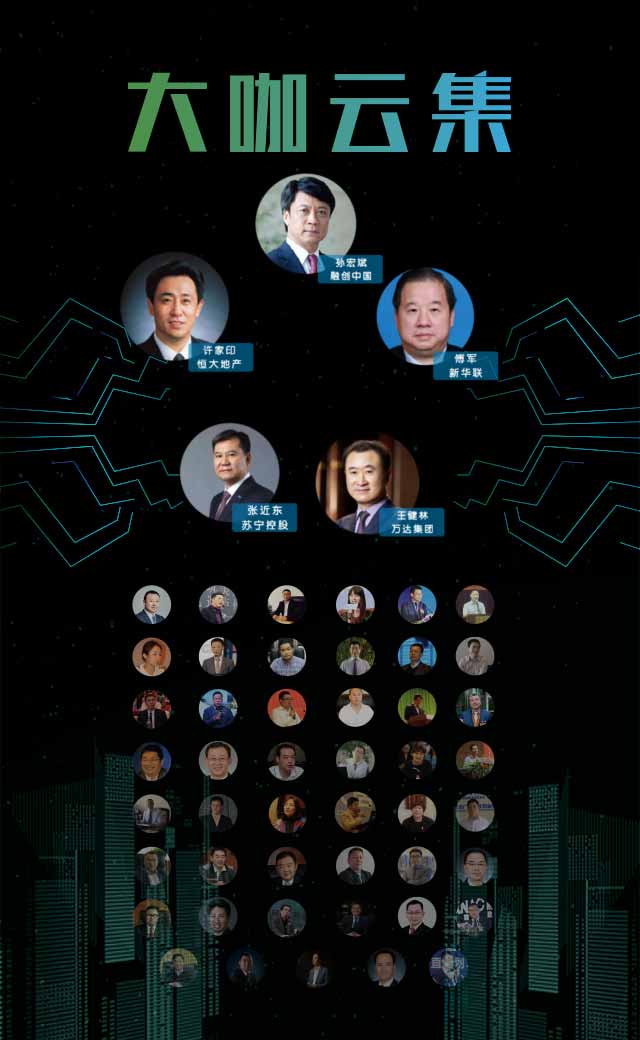 大咖云集
孙宏斌
融创中国
许家印
恒大地产
傅军
新华联
张近东
苏宁控股
王健林
万达集团